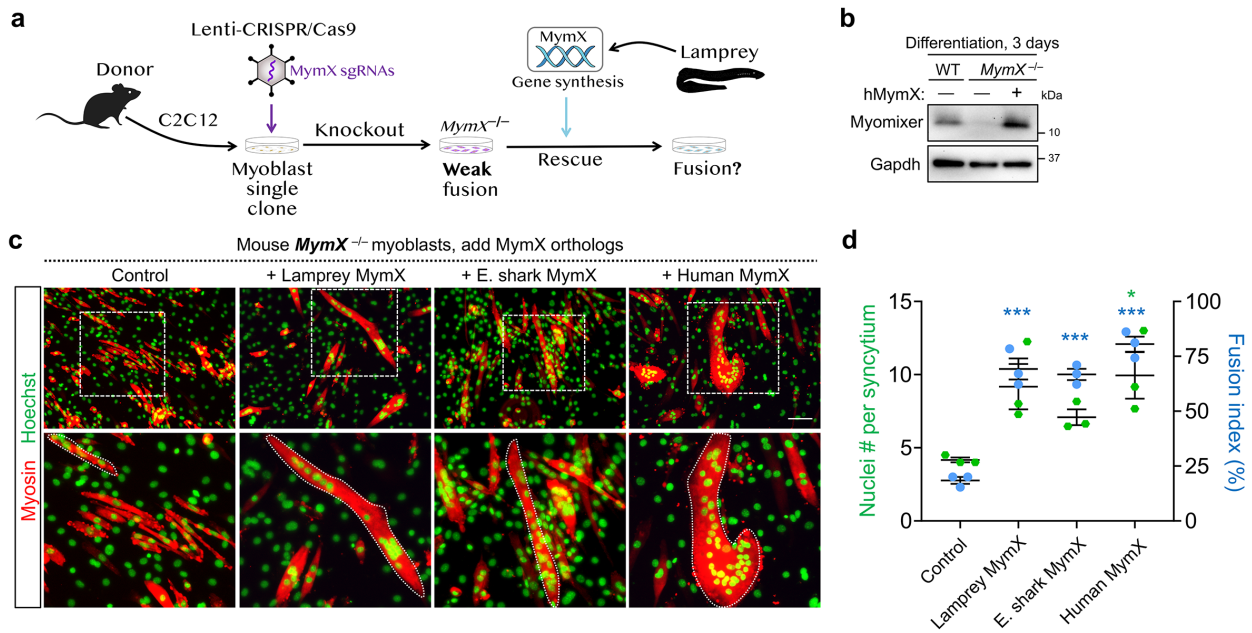 a
Lenti-CRISPR/Cas9
MymX sgRNAs
Donor
C2C12
Myoblast
single
clone
Knockout
MymX–/–
Weak
fusion
MymX
Gene synthesis
Lamprey
Rescue
Fusion?
b
Differentiation, 3 days
WT MymX –/–
hMymX: — — + kDa
Myomixer
10
Gapdh
37
c
Mouse MymX –/– myoblasts, add MymX orthologs
Control + Lamprey MymX + E. shark MymX + Human MymX
Myosin Hoechst
d
Nuclei # per syncytium
15
10
5
0
*
*** *** ***
100
75
50
25
0
Fusion index (%)
Control
Lamprey MymX
E. shark MymX
Human MymX